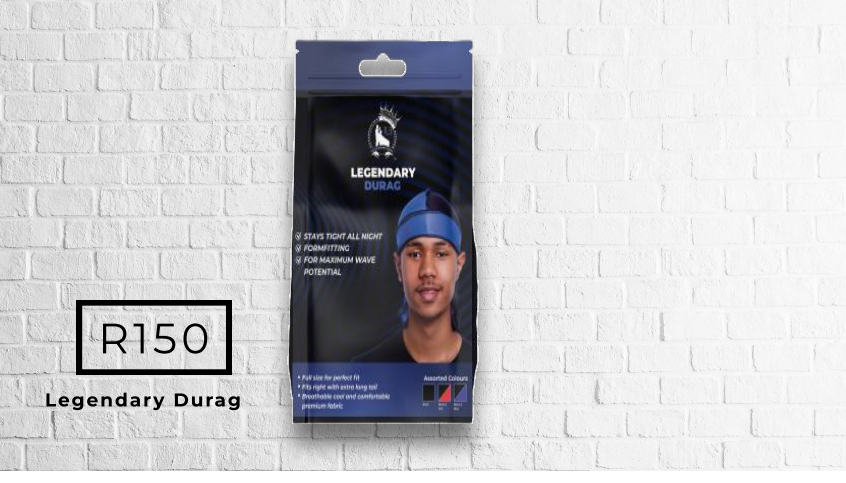 LEGENDARY
DURAG
STAYS TIGHT ALL NIGHT
FORMFITTING
FOR MAXIMUM WAVE
POTENTIAL
R150
Legendary Durag
• Full size for perfect fit
• Fits right with extra long tail
• Breathable cool and comfortable
premium fabric
Assorted Colours